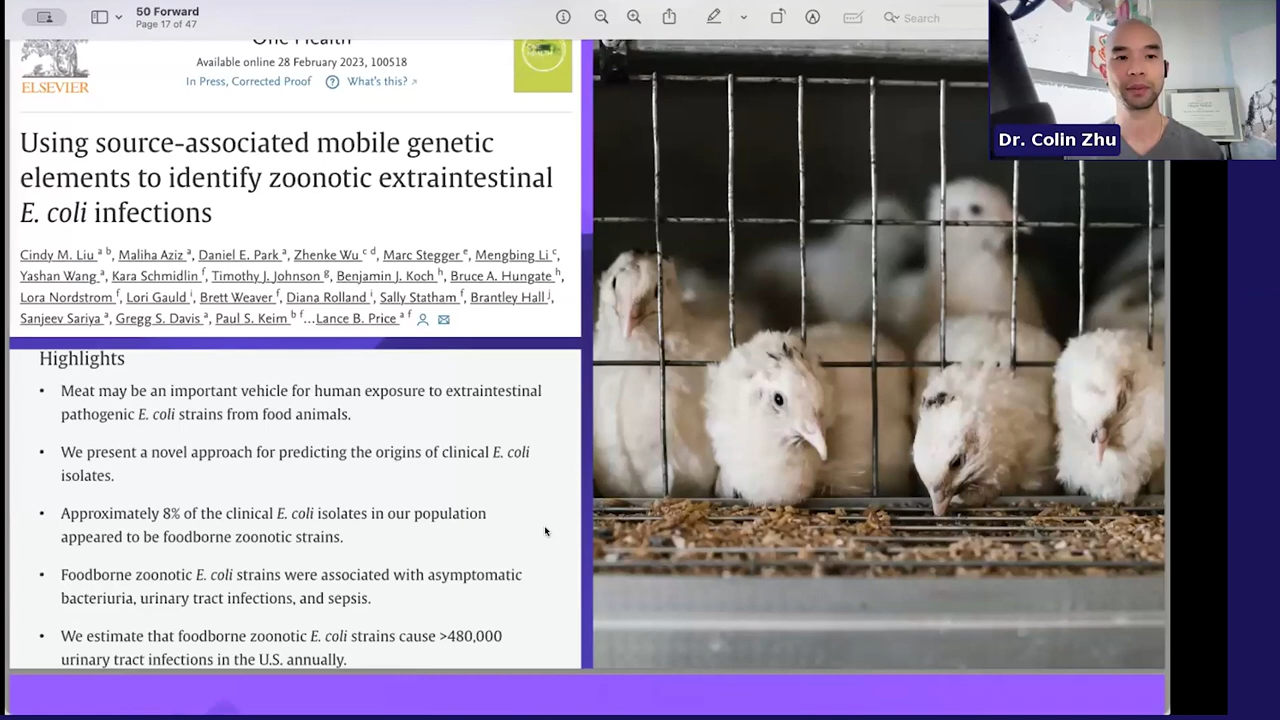 50 Forward
Page 17 of 47
Search
ELSEVIER
One Health
Available online 28 February 2023, 100518
In Press, Corrected Proof ? What's this? ↗
Using source-associated mobile genetic
elements to identify zoonotic extraintestinal
E. coli infections
Cindy M. Liu a b, Maliha Aziz a, Daniel E. Park a, Zhenke Wu c d, Marc Stegger e, Mengbing Li c,
Yashan Wang a, Kara Schmidlin f, Timothy J. Johnson g, Benjamin J. Koch h, Bruce A. Hungate h,
Lora Nordstrom f, Lori Gauld i, Brett Weaver f, Diana Rolland i, Sally Statham f, Brantley Hall j,
Sanjeev Sariya a, Gregg S. Davis a, Paul S. Keim b f...Lance B. Price a f
Highlights
• Meat may be an important vehicle for human exposure to extraintestinal
pathogenic E. coli strains from food animals.
• We present a novel approach for predicting the origins of clinical E. coli
isolates.
• Approximately 8% of the clinical E. coli isolates in our population
appeared to be foodborne zoonotic strains.
• Foodborne zoonotic E. coli strains were associated with asymptomatic
bacteriuria, urinary tract infections, and sepsis.
• We estimate that foodborne zoonotic E. coli strains cause >480,000
urinary tract infections in the U.S. annually.
Dr. Colin Zhu